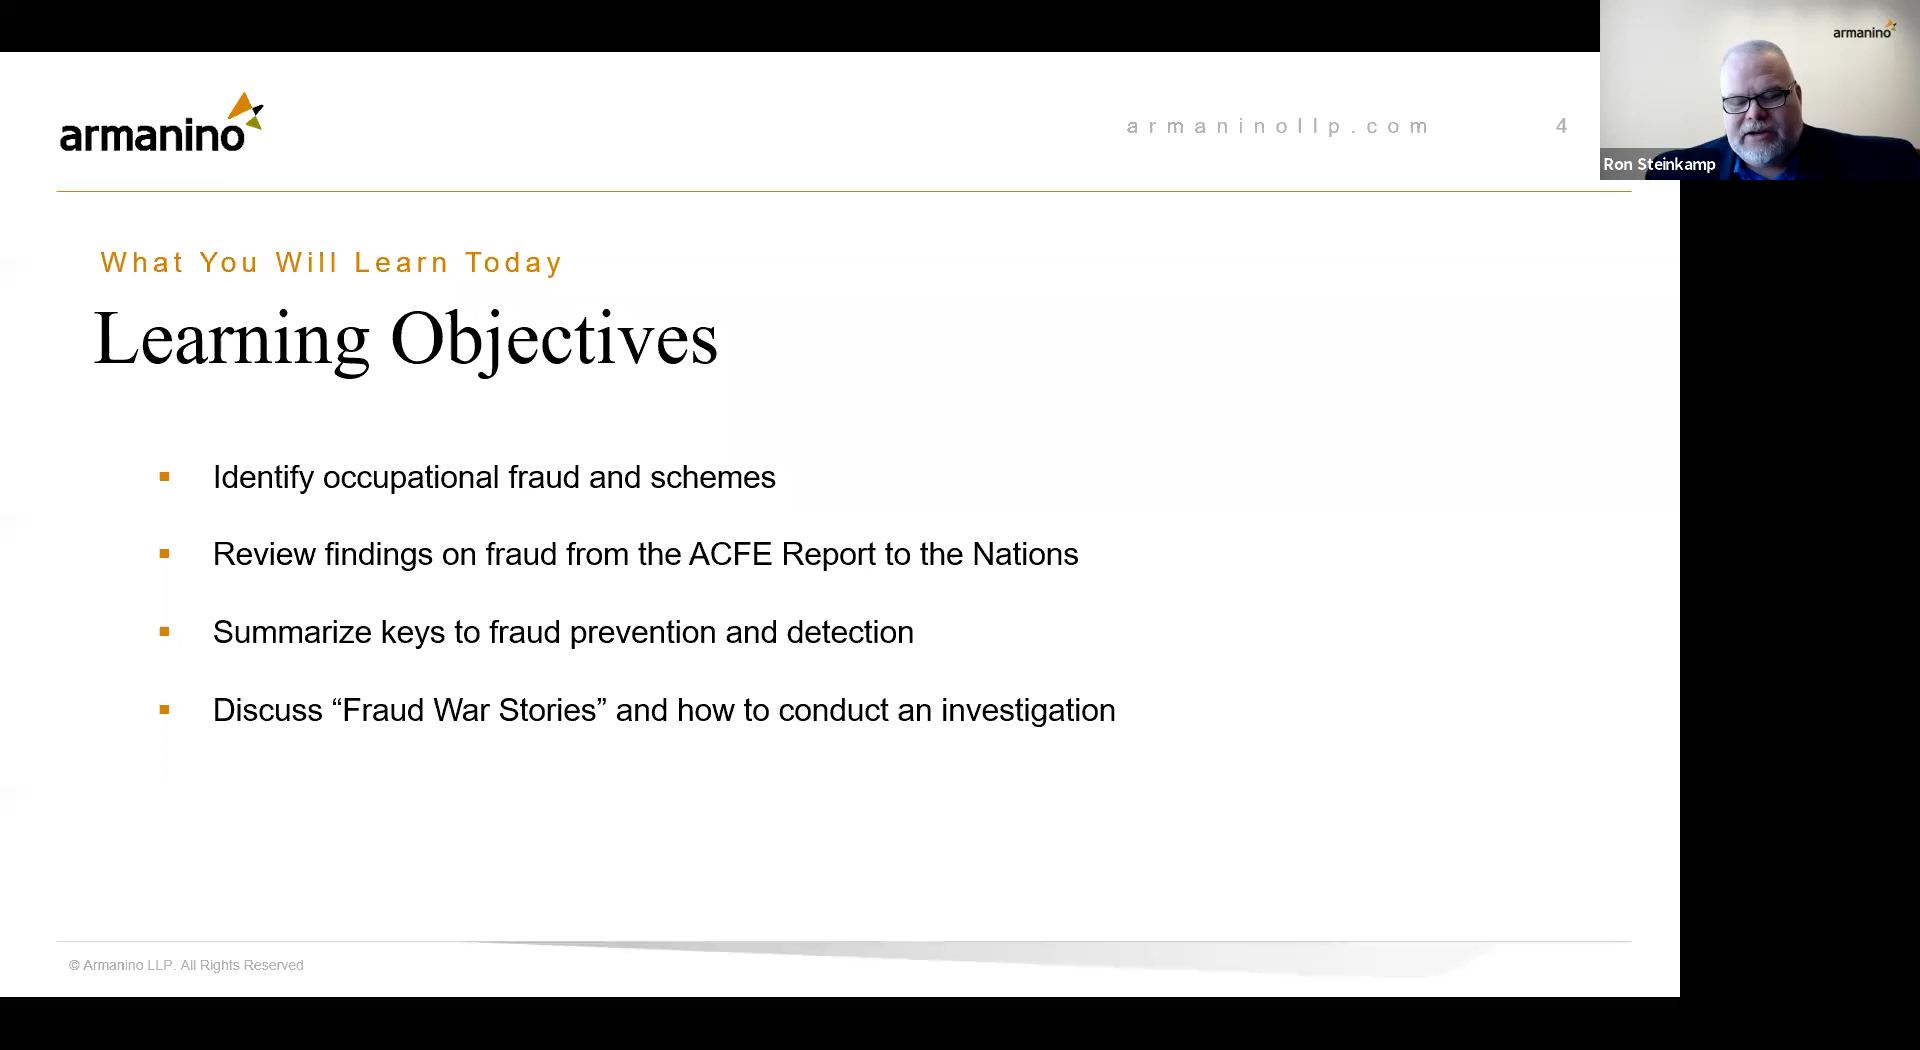 armanino
armaninollp.com
4
armanino
Ron Steinkamp
What You Will Learn Today
Learning Objectives
Identify occupational fraud and schemes
Review findings on fraud from the ACFE Report to the Nations
Summarize keys to fraud prevention and detection
Discuss “Fraud War Stories” and how to conduct an investigation
© Armanino LLP. All Rights Reserved